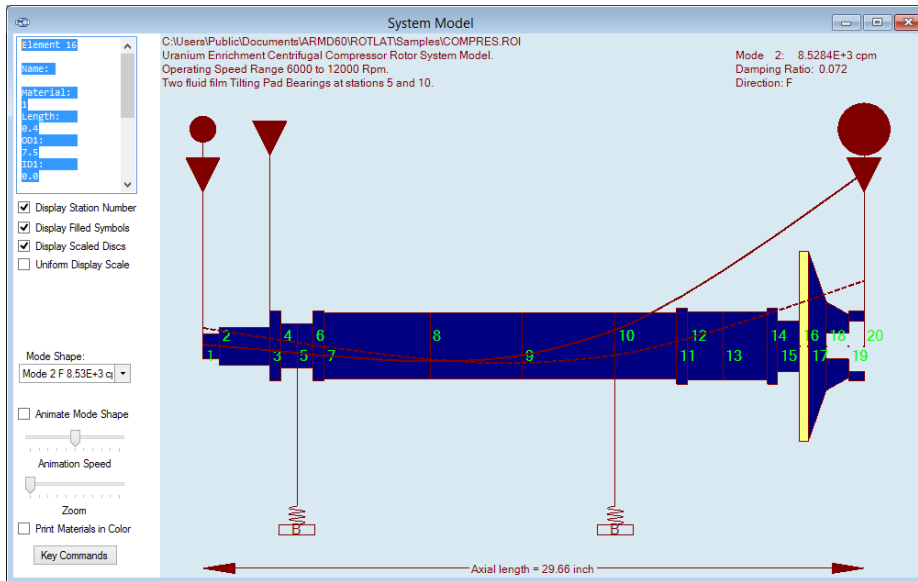 System Model
Element 16
Name:
Material:
1
Length:
0.4
OD1:
7.5
ID1:
0.0
Display Station Number
Display Filled Symbols
Display Scaled Discs
Uniform Display Scale
Mode Shape:
Mode 2 F 8.53E+3 cp
Animate Mode Shape
Animation Speed
Zoom
Print Materials in Color
Key Commands
C:\Users\Public\Documents\ARMD60\ROTLAT\Samples\COMPRES.ROI
Uranium Enrichment Centrifugal Compressor Rotor System Model.
Operating Speed Range 6000 to 12000 Rpm.
Two fluid film Tilting Pad Bearings at stations 5 and 10.
Mode 2: 8.5284E+3 cpm
Damping Ratio: 0.072
Direction: F
2 4 6 8 10 12 14 16 18 20
1 3 5 7 9 11 13 15 17 19
B B
Axial length = 29.66 inch